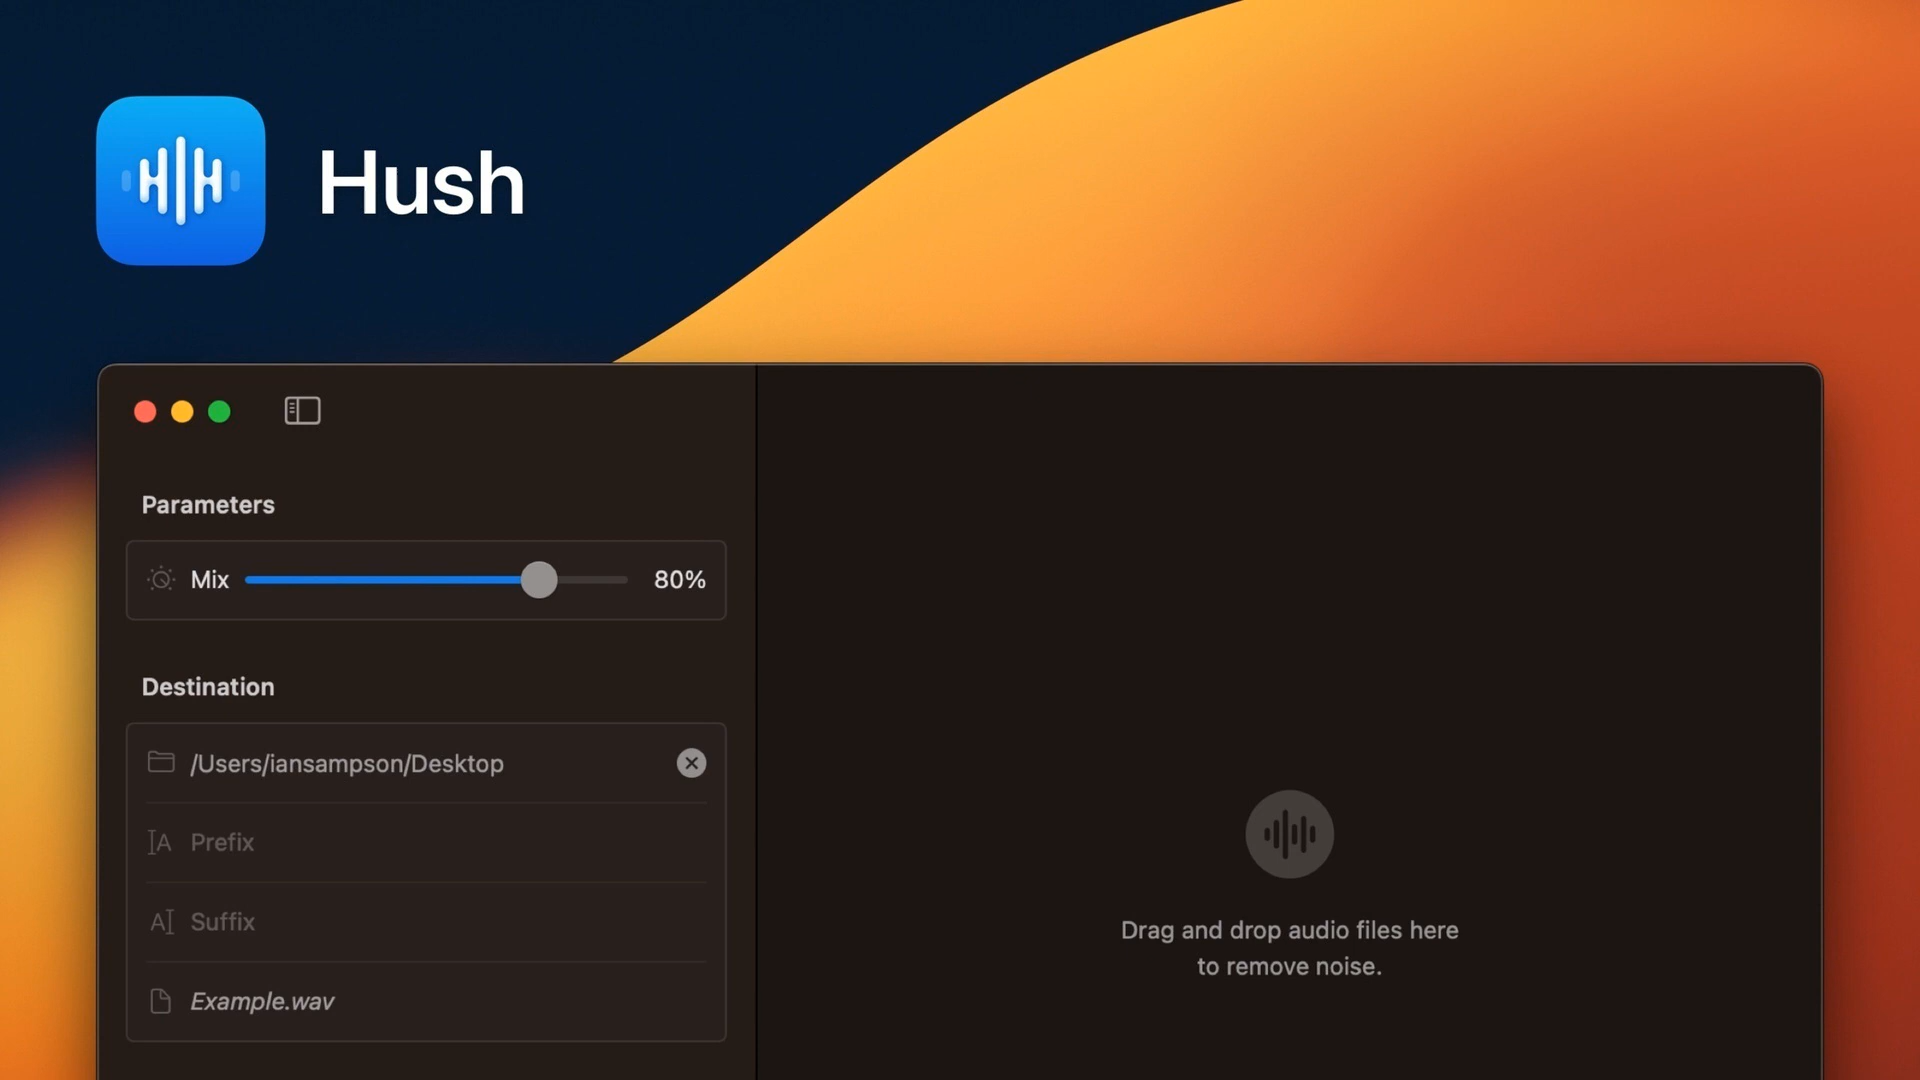 Hush
Parameters
Mix 80%
Destination
/Users/iansampson/Desktop
Prefix
Suffix
Example.wav
Drag and drop audio files here
to remove noise.